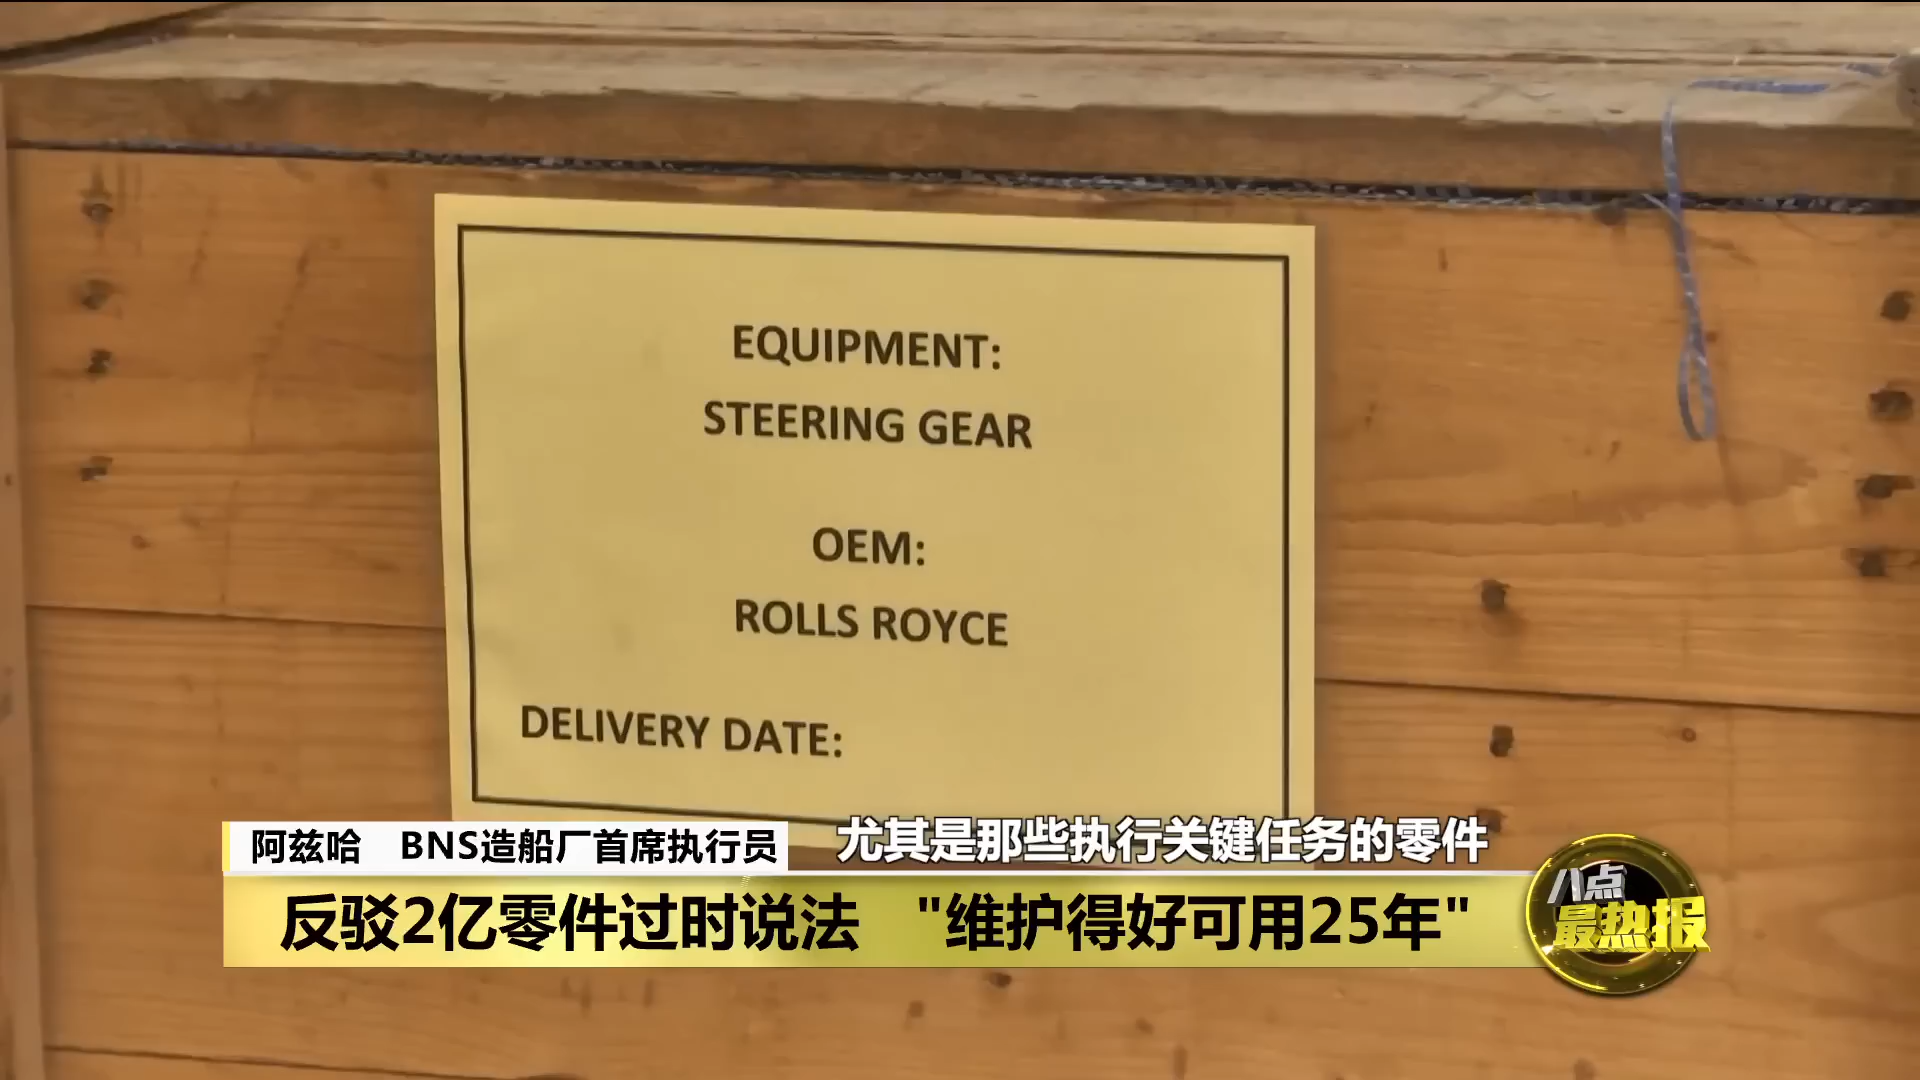 EQUIPMENT:
STEERING GEAR
OEM:
ROLLS ROYCE
DELIVERY DATE:
尤其是那些执行关键任务的零件
阿兹哈 BNS造船厂首席执行员
反驳2亿零件过时说法 "维护得好可用25年"
八点
最热报